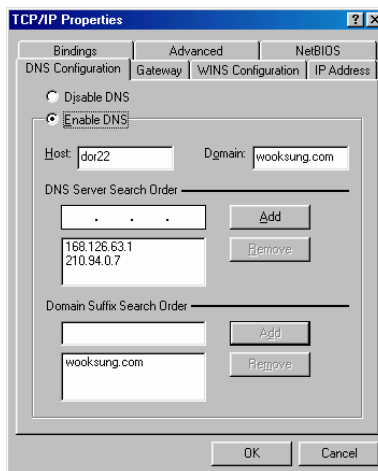 TCP/IP Properties
Bindings Advanced NetBIOS
DNS Configuration Gateway WINS Configuration IP Address
Disable DNS
Enable DNS
Host: dor22 Domain: wooksung.com
DNS Server Search Order
. . . Add
168.126.63.1 Remove
210.94.0.7
Domain Suffix Search Order
Add
wooksung.com Remove
OK Cancel